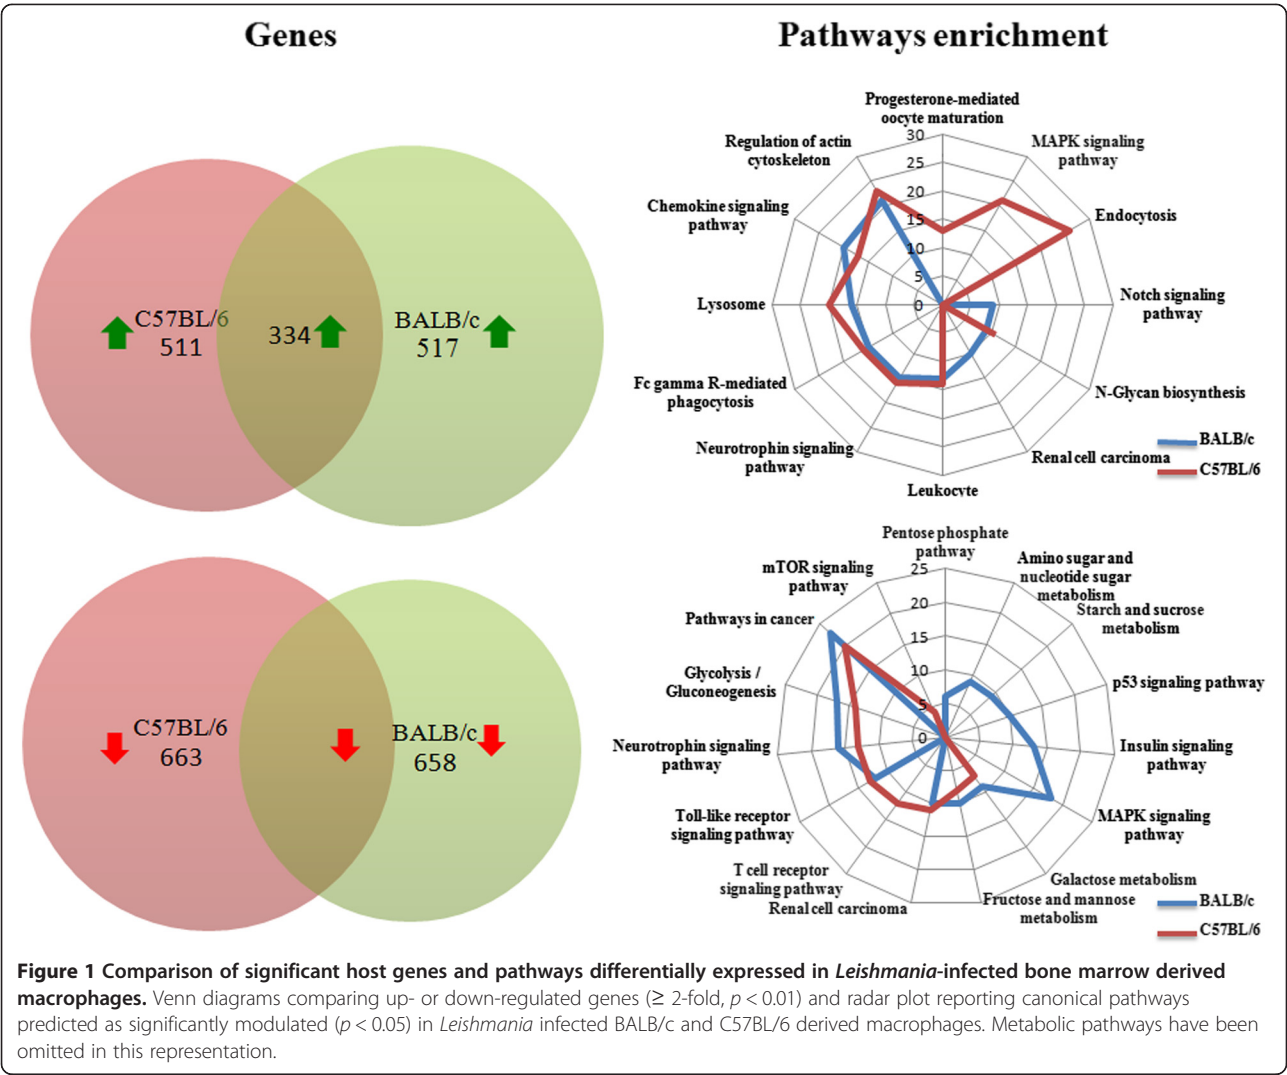 Genes
Pathways enrichment
C57BL/6
511
334
BALB/c
517
Progesterone-mediated
oocyte maturation
MAPK signaling
pathway
Endocytosis
Notch signaling
pathway
N-Glycan biosynthesis
Renal cell carcinoma
Leukocyte
Neurotrophin signaling
pathway
Fc gamma R-mediated
phagocytosis
Lysosome
Chemokine signaling
pathway
Regulation of actin
cytoskeleton
30
25
20
15
10
5
0
BALB/c
C57BL/6
C57BL/6
663
BALB/c
658
Pentose phosphate
pathway
Amino sugar and
nucleotide sugar
metabolism
Starch and sucrose
metabolism
p53 signaling pathway
Insulin signaling
pathway
MAPK signaling
pathway
Galactose metabolism
Fructose and mannose
metabolism
Renal cell carcinoma
T cell receptor
signaling pathway
Toll-like receptor
signaling pathway
Neurotrophin signaling
pathway
Glycolysis /
Gluconeogenesis
Pathways in cancer
mTOR signaling
pathway
25
20
15
10
5
0
BALB/c
C57BL/6
Figure 1 Comparison of significant host genes and pathways differentially expressed in Leishmania-infected bone marrow derived
macrophages. Venn diagrams comparing up- or down-regulated genes (≥ 2-fold, p < 0.01) and radar plot reporting canonical pathways
predicted as significantly modulated (p < 0.05) in Leishmania infected BALB/c and C57BL/6 derived macrophages. Metabolic pathways have been
omitted in this representation.